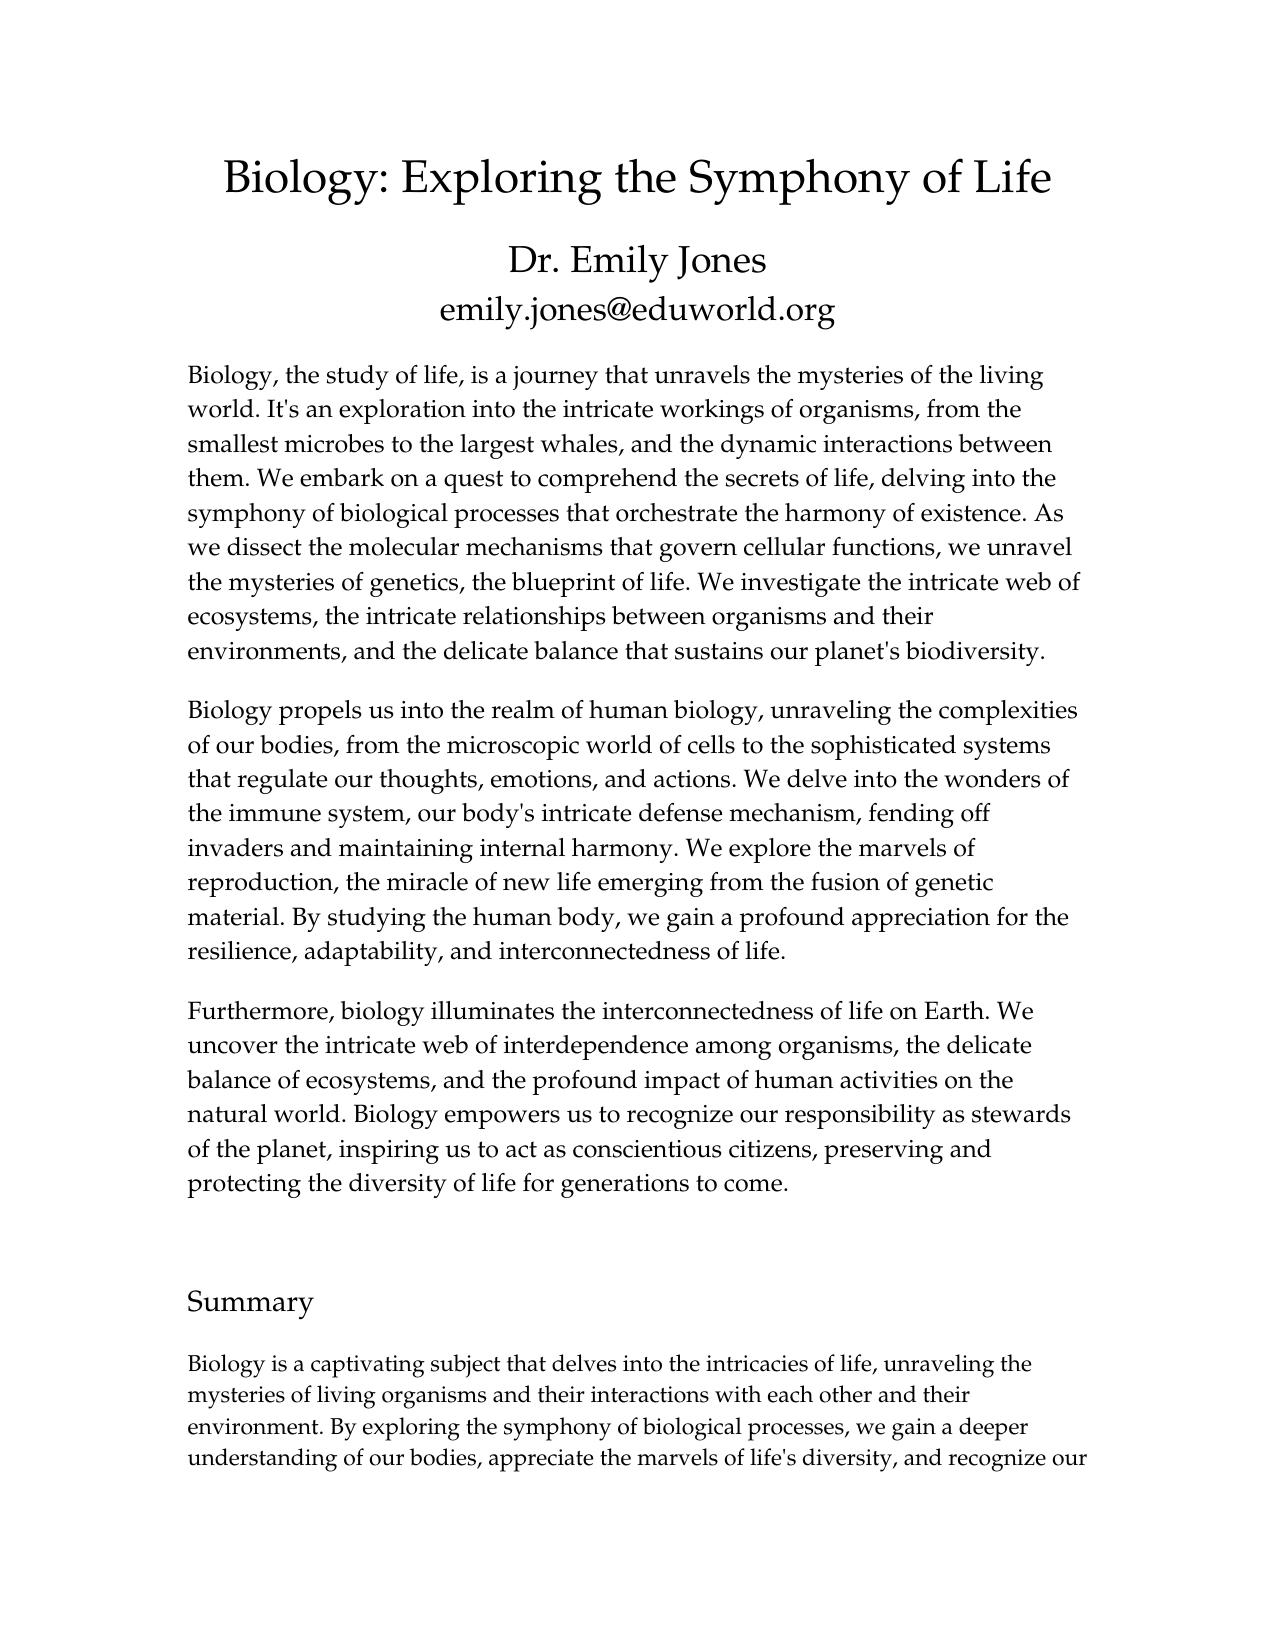 Biology: Exploring the Symphony of Life
Dr. Emily Jones
emily.jones@eduworld.org
Biology, the study of life, is a journey that unravels the mysteries of the living
world. It's an exploration into the intricate workings of organisms, from the
smallest microbes to the largest whales, and the dynamic interactions between
them. We embark on a quest to comprehend the secrets of life, delving into the
symphony of biological processes that orchestrate the harmony of existence. As
we dissect the molecular mechanisms that govern cellular functions, we unravel
the mysteries of genetics, the blueprint of life. We investigate the intricate web of
ecosystems, the intricate relationships between organisms and their
environments, and the delicate balance that sustains our planet's biodiversity.
Biology propels us into the realm of human biology, unraveling the complexities
of our bodies, from the microscopic world of cells to the sophisticated systems
that regulate our thoughts, emotions, and actions. We delve into the wonders of
the immune system, our body's intricate defense mechanism, fending off
invaders and maintaining internal harmony. We explore the marvels of
reproduction, the miracle of new life emerging from the fusion of genetic
material. By studying the human body, we gain a profound appreciation for the
resilience, adaptability, and interconnectedness of life.
Furthermore, biology illuminates the interconnectedness of life on Earth. We
uncover the intricate web of interdependence among organisms, the delicate
balance of ecosystems, and the profound impact of human activities on the
natural world. Biology empowers us to recognize our responsibility as stewards
of the planet, inspiring us to act as conscientious citizens, preserving and
protecting the diversity of life for generations to come.
Summary
Biology is a captivating subject that delves into the intricacies of life, unraveling the
mysteries of living organisms and their interactions with each other and their
environment. By exploring the symphony of biological processes, we gain a deeper
understanding of our bodies, appreciate the marvels of life's diversity, and recognize our